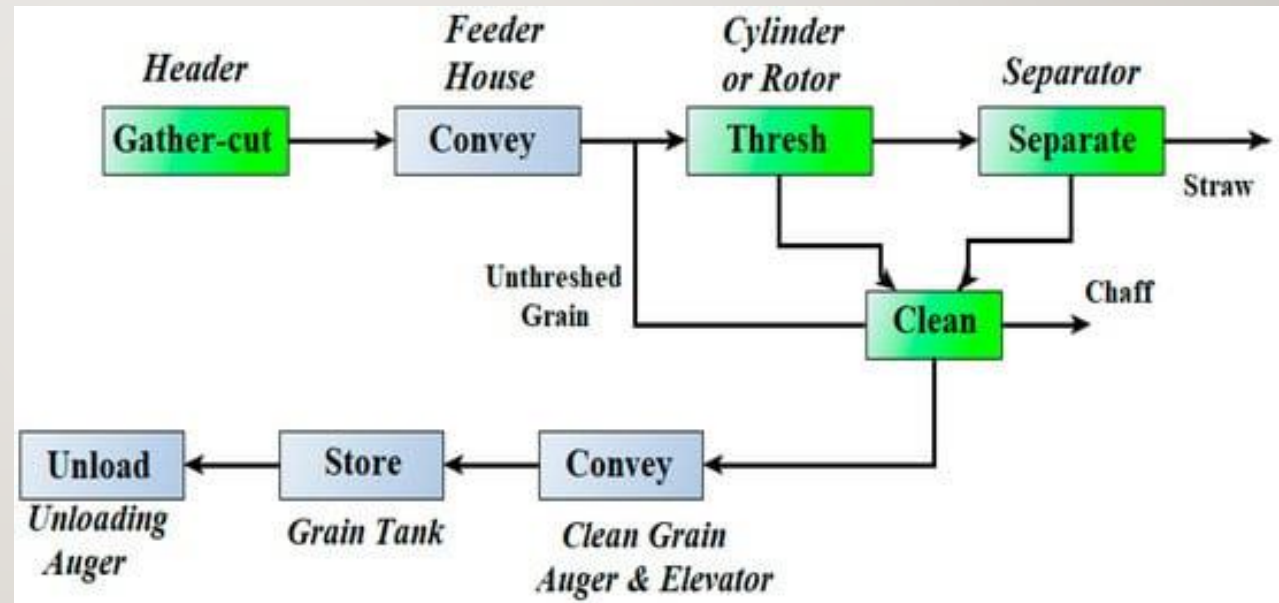 Header
Feeder
House
Cylinder
or Rotor
Separator
Gather-cut
Convey
Thresh
Separate
Straw
Unthreshed
Grain
Clean
Chaff
Unload
Store
Convey
Unloading
Auger
Grain Tank
Clean Grain
Auger & Elevator